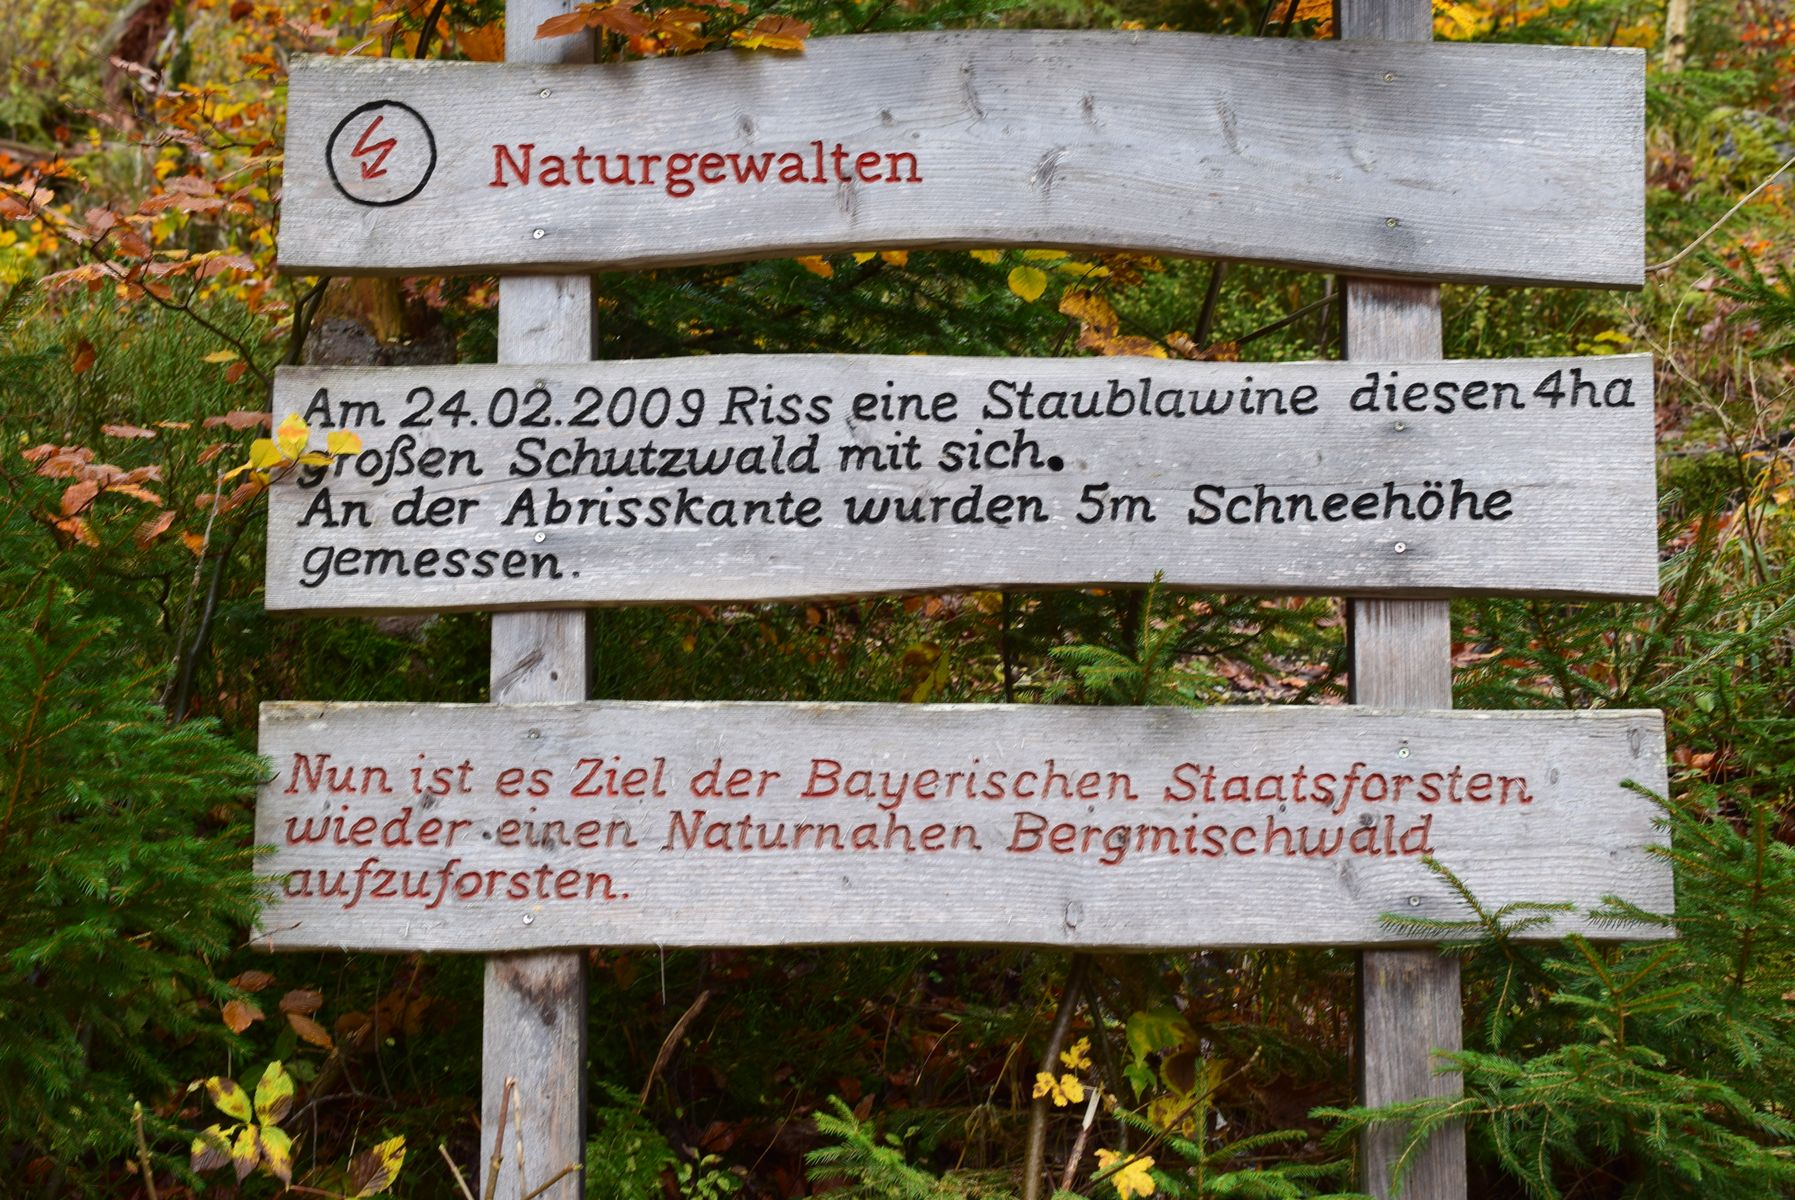 Naturgewalten
Am 24.02.2009 Riss eine Staublawine diesen 4ha
großen Schutzwald mit sich.
An der Abrisskante wurden 5m Schneehöhe
gemessen.
Nun ist es Ziel der Bayerischen Staatsforsten
wieder einen Naturnahen Bergmischwald
aufzuforsten.